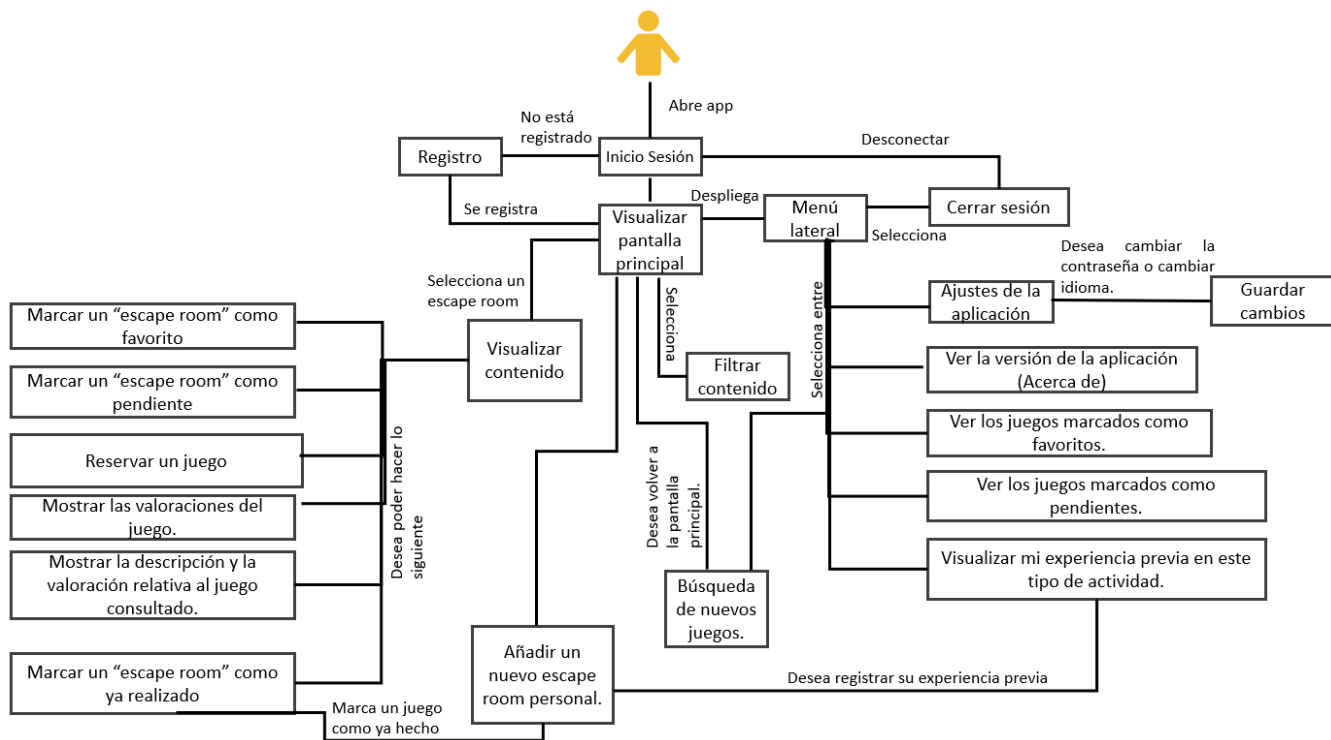 Abre app
No está
registrado
Desconectar
Registro
Inicio Sesión
Se registra
Despliega
Menú
lateral
Cerrar sesión
Selecciona
Visualizar
pantalla
principal
Desea cambiar la
contraseña o cambiar
idioma.
Selecciona un
escape room
Selecciona
Selecciona entre
Ajustes de la
aplicación
Guardar
cambios
Marcar un “escape room” como
favorito
Visualizar
contenido
Filtrar
contenido
Ver la versión de la aplicación
(Acerca de)
Marcar un “escape room” como
pendiente
Ver los juegos marcados como
favoritos.
Reservar un juego
Desea poder hacer lo
siguiente
Desea volver a
la pantalla
principal.
Ver los juegos marcados como
pendientes.
Mostrar las valoraciones del
juego.
Mostrar la descripción y la
valoración relativa al juego
consultado.
Visualizar mi experiencia previa en este
tipo de actividad.
Búsqueda
de nuevos
juegos.
Marcar un “escape room” como
ya realizado
Añadir un
nuevo escape
room personal.
Desea registrar su experiencia previa
Marca un juego
como ya hecho